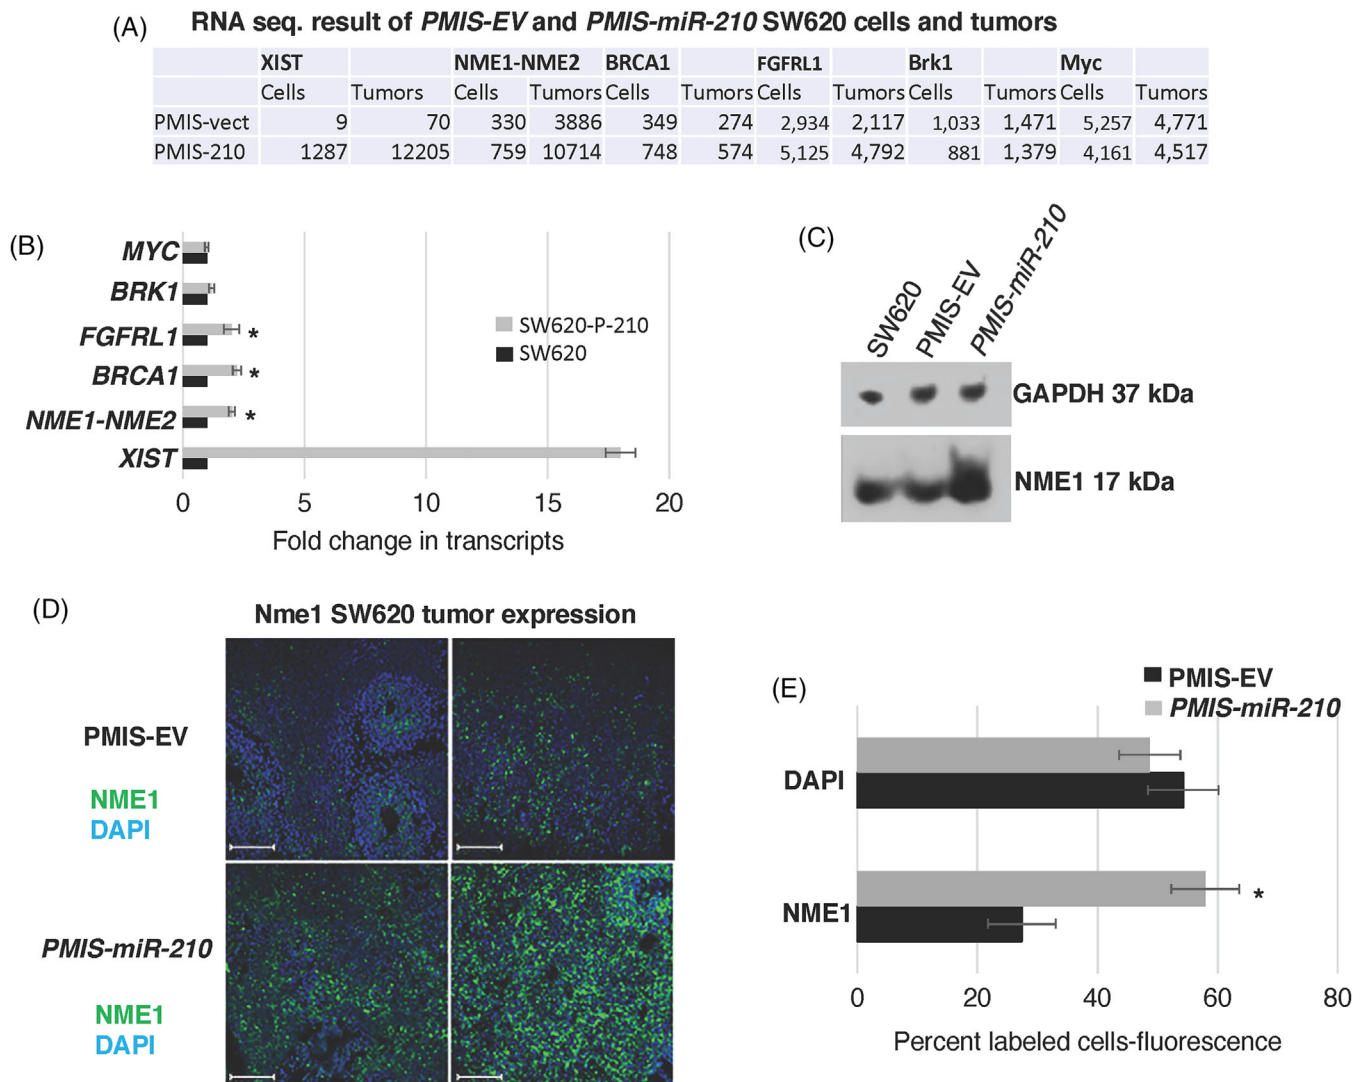 (A) RNA seq. result of PMIS-EV and PMIS-miR-210 SW620 cells and tumors
XIST NME1-NME2 BRCA1 FGFRL1 Brk1 Myc
Cells Tumors Cells Tumors Cells Tumors Cells Tumors Cells Tumors Cells Tumors
PMIS-vect 9 70 330 3886 349 274 2,934 2,117 1,033 1,471 5,257 4,771
PMIS-210 1287 12205 759 10714 748 574 5,125 4,792 881 1,379 4,161 4,517
(B)
MYC
BRK1
FGFRL1 *
BRCA1 *
NME1-NME2 *
XIST
SW620-P-210
SW620
0 5 10 15 20
Fold change in transcripts
(C)
SW620
PMIS-EV
PMIS-miR-210
GAPDH 37 kDa
NME1 17 kDa
(D)
Nme1 SW620 tumor expression
PMIS-EV
NME1
DAPI
PMIS-miR-210
NME1
DAPI
(E)
PMIS-EV
PMIS-miR-210
DAPI
NME1 *
0 20 40 60 80
Percent labeled cells-fluorescence